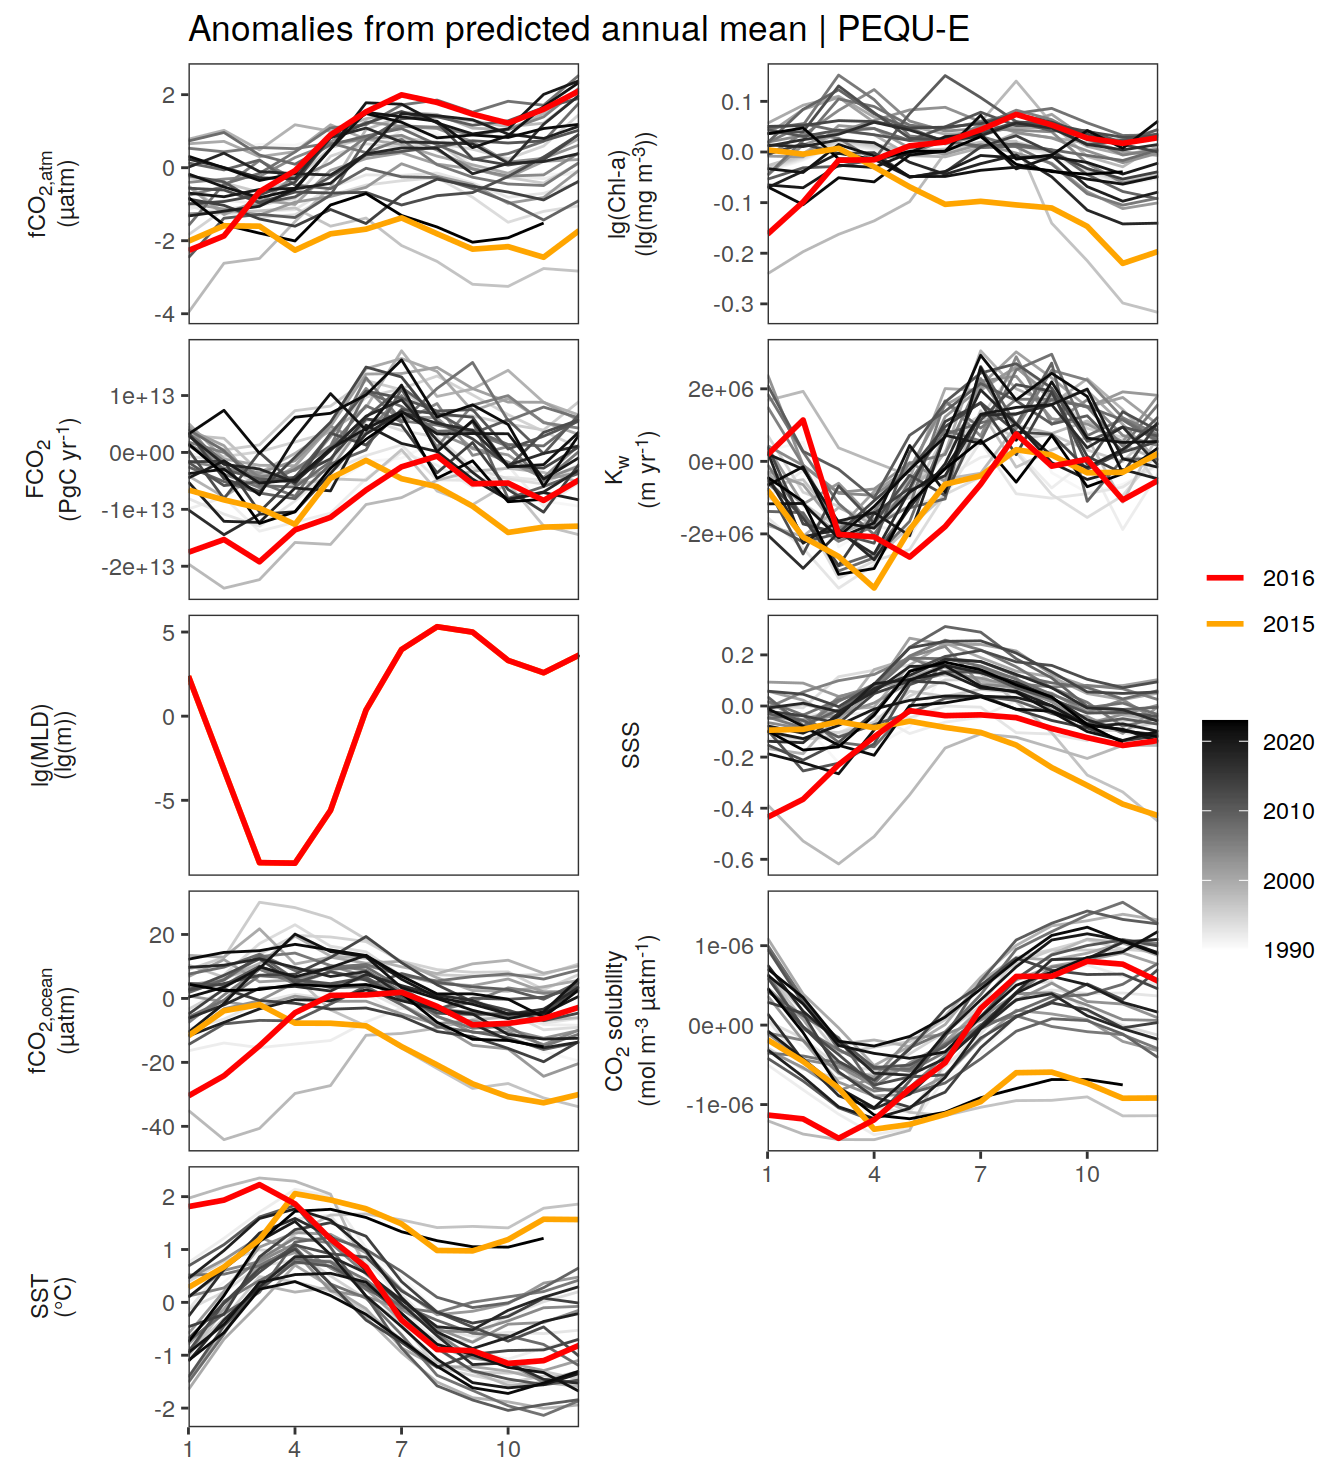 Anomalies from predicted annual mean | PEQU-E
fCO2,atm
(µatm)
2
0
-2
-4
lg(Chl-a)
(lg(mg m-3))
0.1
0.0
-0.1
-0.2
-0.3
FCO2
(PgC yr-1)
1e+13
0e+00
-1e+13
-2e+13
Kw
(m yr-1)
2e+06
0e+00
-2e+06
lg(MLD)
(lg(m))
5
0
-5
SSS
0.2
0.0
-0.2
-0.4
-0.6
fCO2,ocean
(µatm)
20
0
-20
-40
CO2 solubility
(mol m-3 µatm-1)
1e-06
0e+00
-1e-06
1 4 7 10
SST
(°C)
2
1
0
-1
-2
1 4 7 10
2016
2015
2020
2010
2000
1990